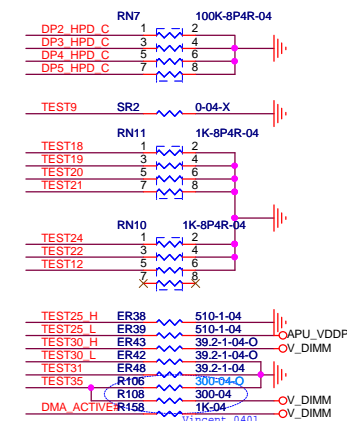 RN7 100K-8P4R-04
DP2_HPD_C 1 2
DP3_HPD_C 3 4
DP4_HPD_C 5 6
DP5_HPD_C 7 8
TEST9 SR2 0-04-X
RN11 1K-8P4R-04
TEST18 1 2
TEST19 3 4
TEST20 5 6
TEST21 7 8
RN10 1K-8P4R-04
TEST24 1 2
TEST22 3 4
TEST12 5 6
7 8
TEST25_H ER38 510-1-04
TEST25_L ER39 510-1-04 APU_VDDP
TEST30_H ER43 39.2-1-04-O V_DIMM
TEST30_L ER42 39.2-1-04-O
TEST31 ER48 39.2-1-04
TEST35 R106 300-04-O
R108 300-04 V_DIMM
DMA_ACTIVE# R158 1K-04 V_DIMM
Vincent 0401